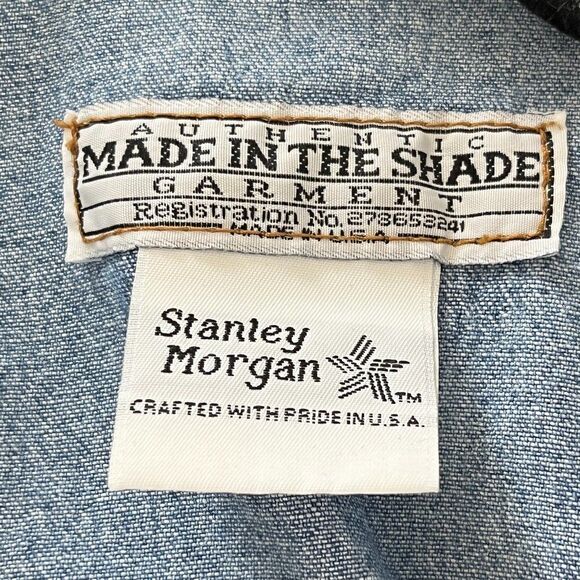 AUTHENTIC
MADE IN THE SHADE
GARMENT
Registration No. 273653241
MADE IN U.S.A
Stanley
Morgan TM
CRAFTED WITH PRIDE IN U.S.A.